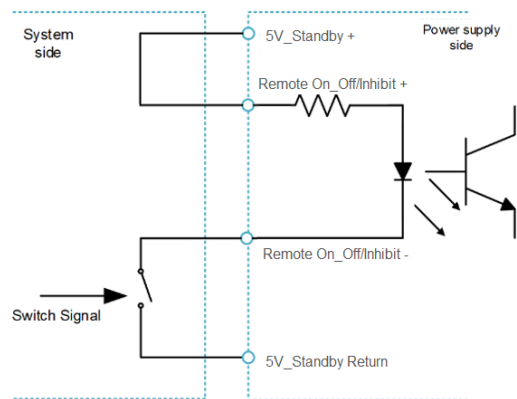 System
side
5V_Standby +
Power supply
side
Remote On_Off/Inhibit +
Remote On_Off/Inhibit -
Switch Signal
5V_Standby Return